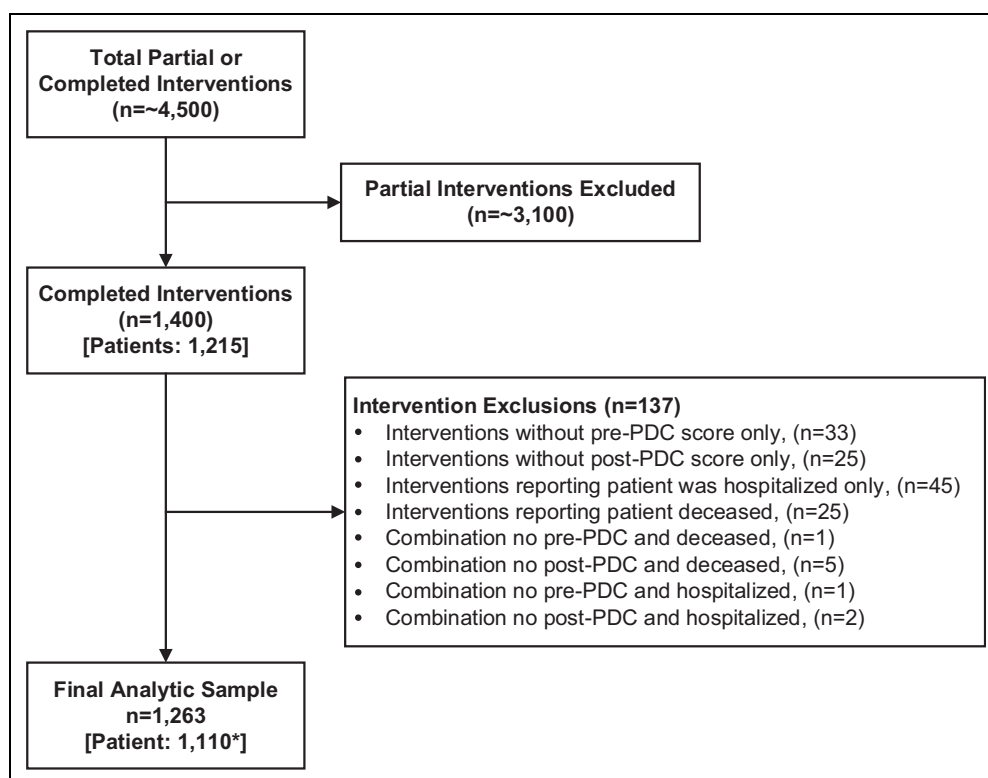 Total Partial or
Completed Interventions
(n=~4,500)
Partial Interventions Excluded
(n=~3,100)
Completed Interventions
(n=1,400)
[Patients: 1,215]
Intervention Exclusions (n=137)
• Interventions without pre-PDC score only, (n=33)
• Interventions without post-PDC score only, (n=25)
• Interventions reporting patient was hospitalized only, (n=45)
• Interventions reporting patient deceased, (n=25)
• Combination no pre-PDC and deceased, (n=1)
• Combination no post-PDC and deceased, (n=5)
• Combination no pre-PDC and hospitalized, (n=1)
• Combination no post-PDC and hospitalized, (n=2)
Final Analytic Sample
n=1,263
[Patient: 1,110*]